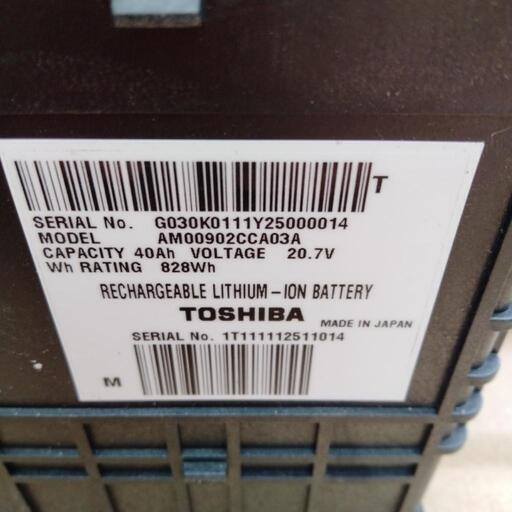 T
SERIAL No. G030K0111Y25000014
MODEL AM00902CCA03A
CAPACITY 40Ah VOLTAGE 20.7V
Wh RATING 828Wh
RECHARGEABLE LITHIUM-ION BATTERY
TOSHIBA MADE IN JAPAN
SERIAL No. 1T111112511014
M